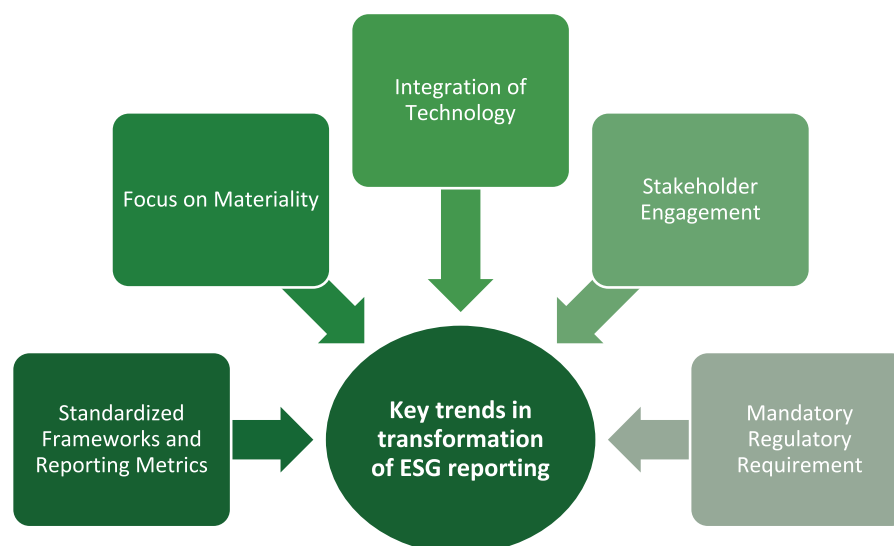 Integration of
Technology
Focus on Materiality
Stakeholder
Engagement
Standardized
Frameworks and
Reporting Metrics
Key trends in
transformation
of ESG reporting
Mandatory
Regulatory
Requirement